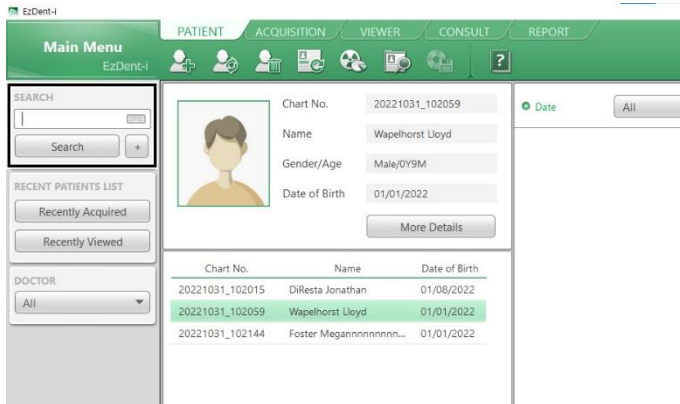 EzDent-i
Main Menu
EzDent-i
PATIENT ACQUISITION VIEWER CONSULT REPORT
?
SEARCH
Search +
RECENT PATIENTS LIST
Recently Acquired
Recently Viewed
DOCTOR
All
Chart No. 20221031_102059
Name Wapelhorst Lloyd
Gender/Age Male/0Y9M
Date of Birth 01/01/2022
More Details
Chart No. Name Date of Birth
20221031_102015 DiResta Jonathan 01/08/2022
20221031_102059 Wapelhorst Lloyd 01/01/2022
20221031_102144 Foster Megannnnnnnnn... 01/01/2022
Date All